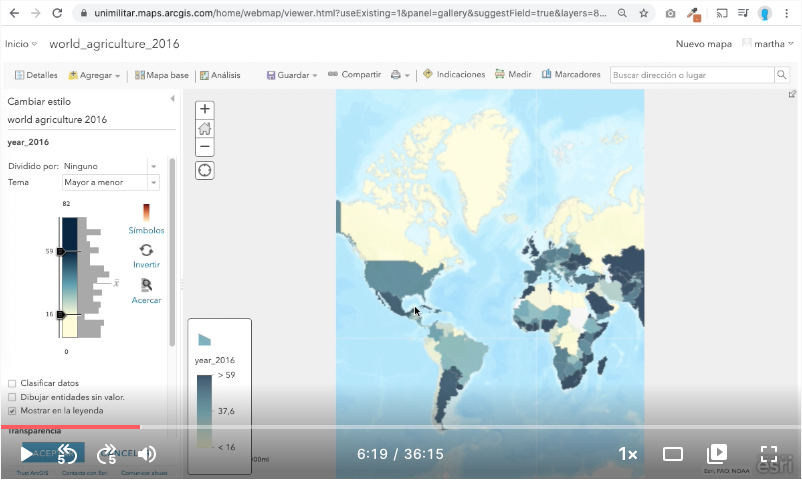 unimilitar.maps.arcgis.com/home/webmap/viewer.html?useExisting=1&panel=gallery&suggestField=true&layers=8...
Inicio world_agriculture_2016 Nuevo mapa martha
Detalles Agregar Mapa base Análisis Guardar Compartir Indicaciones Medir Marcadores Buscar dirección o lugar
Cambiar estilo
world agriculture 2016
year_2016
Dividido por: Ninguno
Tema Mayor a menor
82
Símbolos
59
Invertir
x̄
Acercar
16
0
year_2016
> 59
37,6
< 16
Clasificar datos
Dibujar entidades sin valor.
Mostrar en la leyenda
Transparencia
ACEPTAR CANCELAR
5 5 6:19 / 36:15 1x
Trust ArcGIS Contacta con Esri Comunicar abuso
Esri, FAO, NOAA
esri